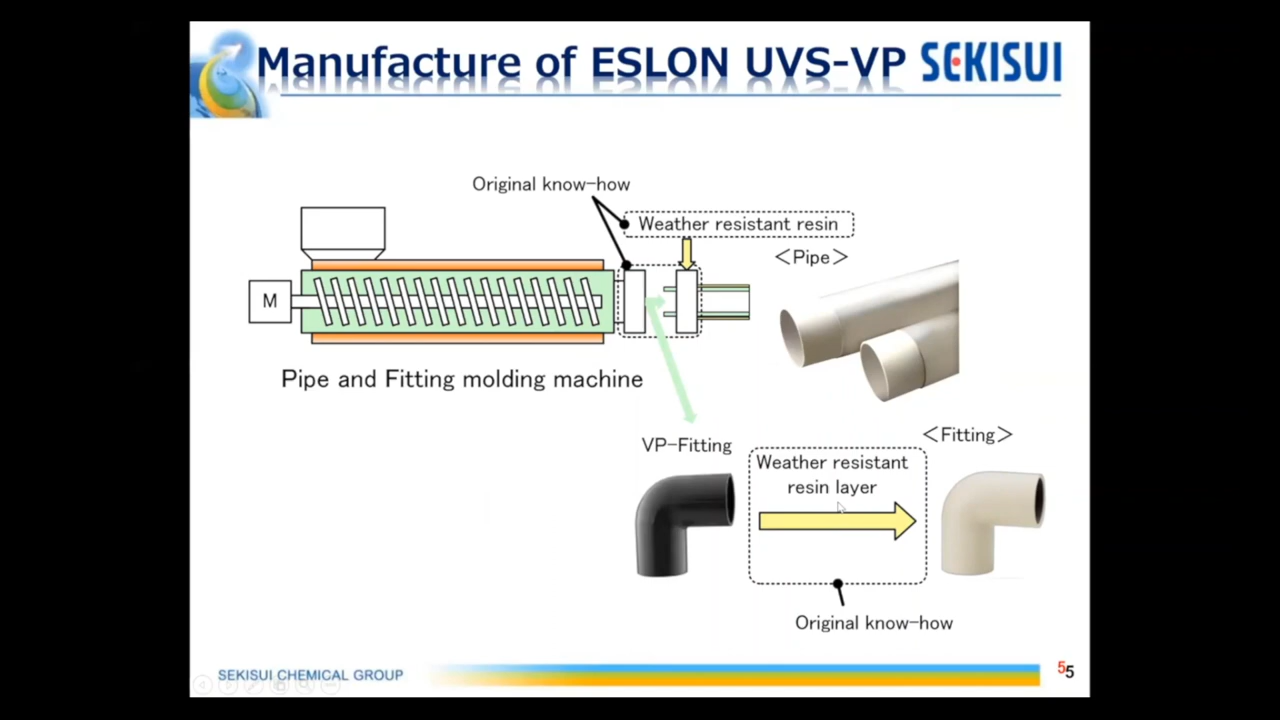 Manufacture of ESLON UVS-VP
SEKISUI
Original know-how
Weather resistant resin
<Pipe>
M
Pipe and Fitting molding machine
<Fitting>
VP-Fitting
Weather resistant
resin layer
Original know-how
SEKISUI CHEMICAL GROUP
55